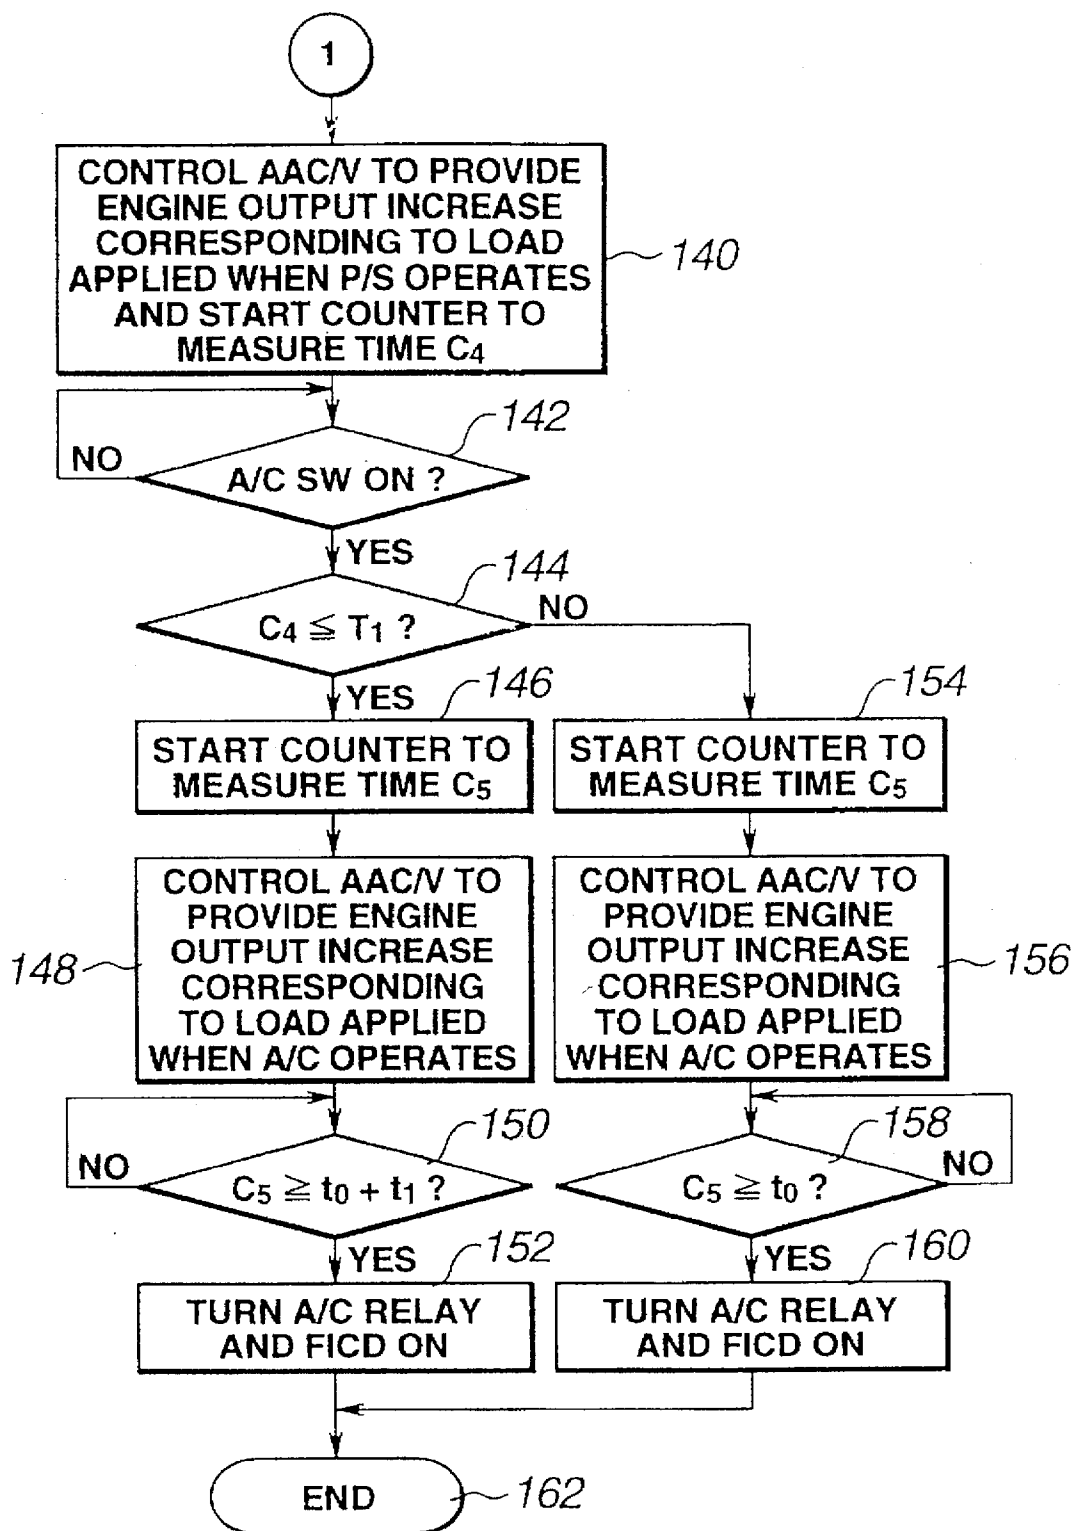 1
CONTROL AAC/V TO PROVIDE
ENGINE OUTPUT INCREASE
CORRESPONDING TO LOAD
APPLIED WHEN P/S OPERATES
AND START COUNTER TO
MEASURE TIME C4
140
142
NO
A/C SW ON ?
YES
144
C4 ≦ T1 ?
NO
YES
146
START COUNTER TO
MEASURE TIME C5
154
START COUNTER TO
MEASURE TIME C5
148
CONTROL AAC/V TO
PROVIDE ENGINE
OUTPUT INCREASE
CORRESPONDING
TO LOAD APPLIED
WHEN A/C OPERATES
CONTROL AAC/V TO
PROVIDE ENGINE
OUTPUT INCREASE
CORRESPONDING
TO LOAD APPLIED
WHEN A/C OPERATES
156
150
NO
C5 ≧ t0 + t1 ?
YES
158
C5 ≧ t0 ?
NO
YES
152
TURN A/C RELAY
AND FICD ON
160
TURN A/C RELAY
AND FICD ON
END
162